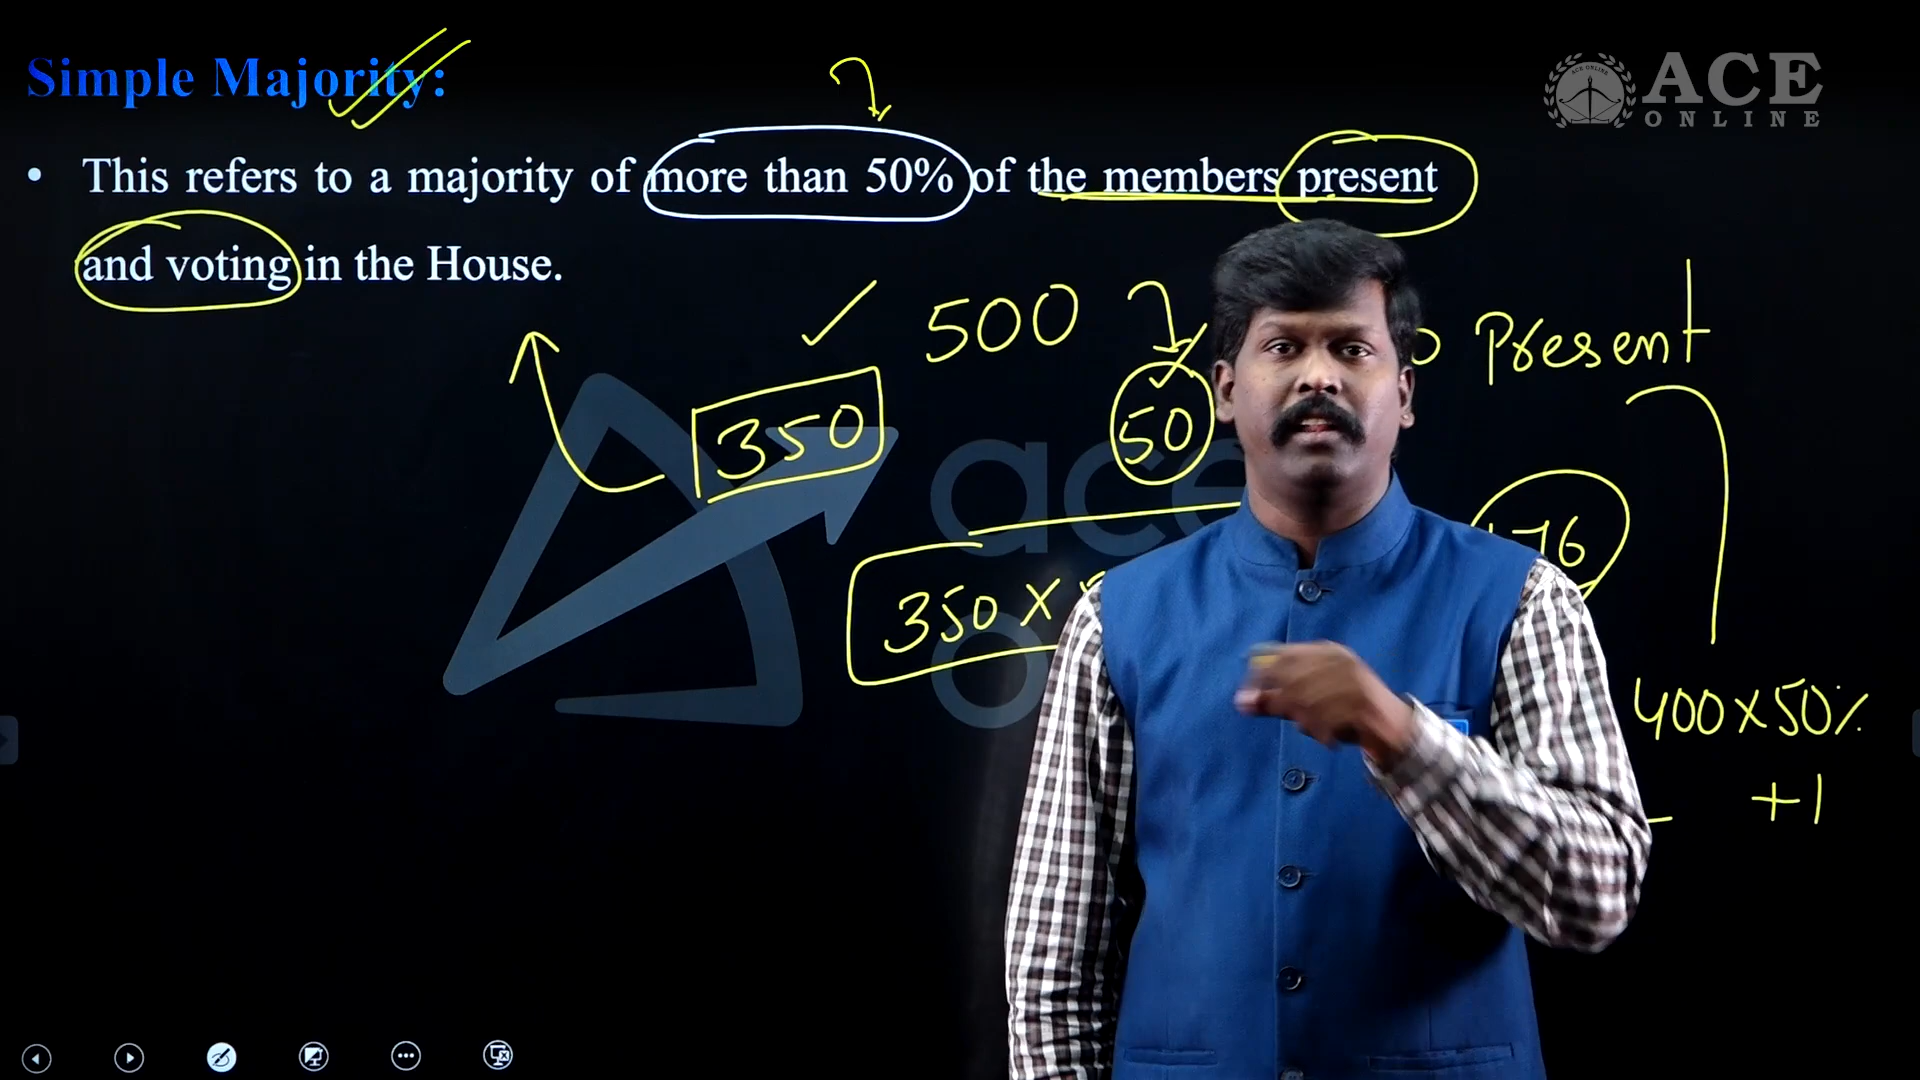 Simple Majority:
ACE
ONLINE
• This refers to a majority of more than 50% of the members present
and voting in the House.
500
Present
350
50
ace
350 x
400 x 50%
+1